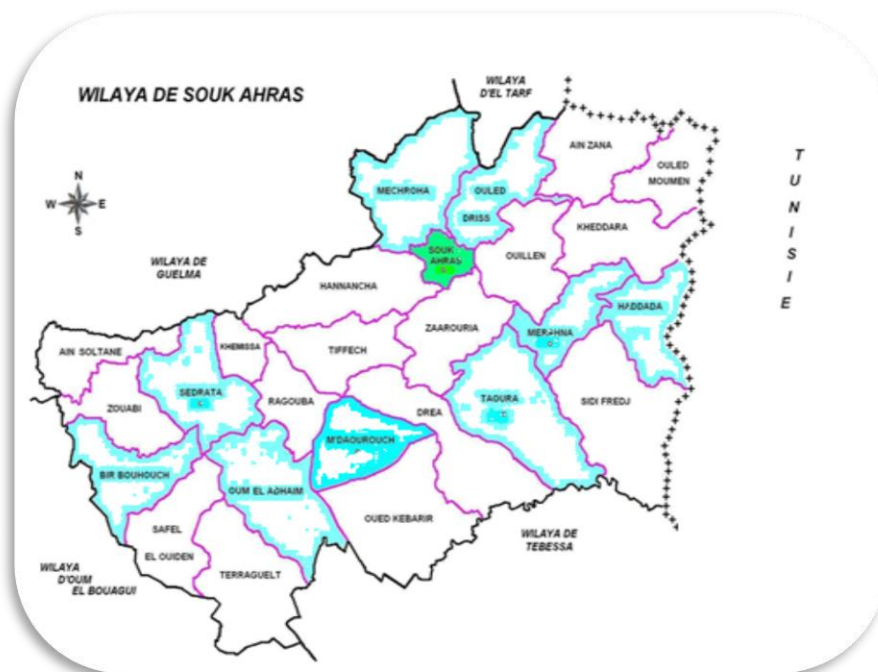 WILAYA DE SOUK AHRAS
WILAYA
D'EL TARF
AIN ZANA
OULED
MOUMEN
TUNISIE
N
W
E
S
MECHROHA
OULED
DRISS
KHEDDARA
SOUK
AHRAS
OUILLEN
WILAYA DE
GUELMA
HANNANCHA
HADDADA
ZAAROURIA
MERAHNA
AIN SOLTANE
KHEMISSA
TIFFECH
SEDRATA
RAGOUBA
TAOURA
SIDI FREDJ
ZOUABI
DREA
M'DAOUROUCH
BIR BOUHOUCH
OUM EL ADHAIM
OUED KEBARIR
SAFEL
EL OUIDEN
WILAYA DE
TEBESSA
WILAYA
D'OUM
EL BOUAGUI
TERRAGUELT